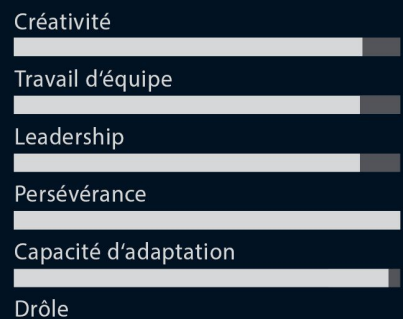 Créativité
Travail d‘équipe
Leadership
Persévérance
Capacité d‘adaptation
Drôle